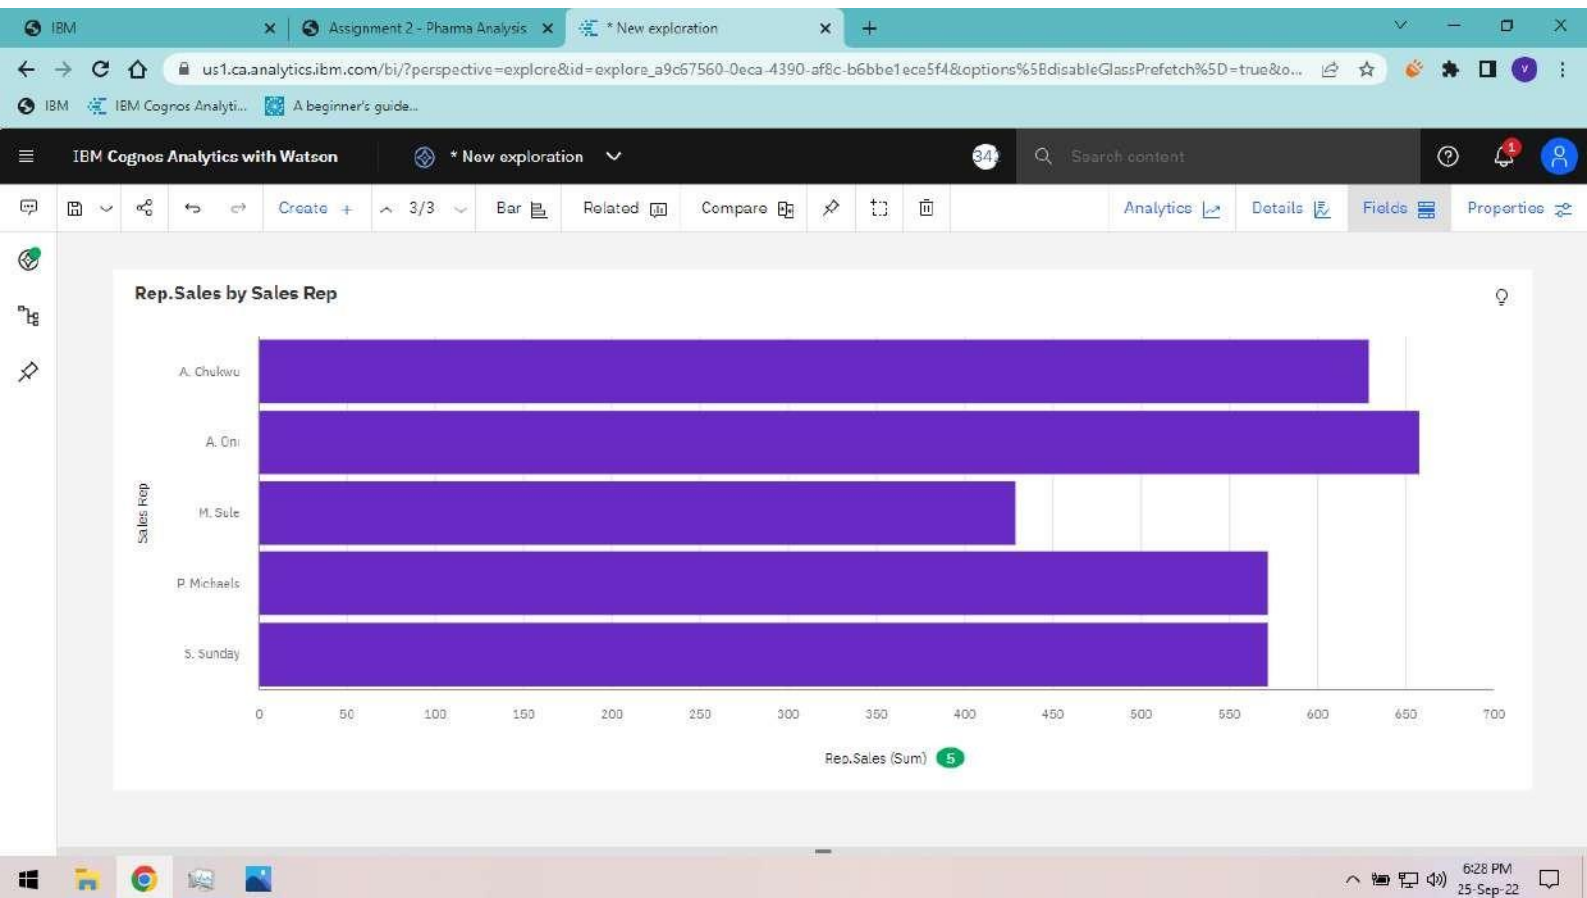 IBM
Assignment 2 - Pharma Analysis
* New exploration
us1.ca.analytics.ibm.com/bi/?perspective=explore&id=explore_a9c67560-0eca-4390-af8c-b6bbe1ece5f4&options%5BdisableGlassPrefetch%5D=true&o...
V
IBM
IBM Cognos Analyti...
A beginner's guide...
IBM Cognos Analytics with Watson
* New exploration
34
Search content
1
Create +
3/3
Bar
Related
Compare
Analytics
Details
Fields
Properties
Rep.Sales by Sales Rep
Sales Rep
A. Chukwu
A. Oni
M. Sule
P. Michaels
S. Sunday
0 50 100 150 200 250 300 350 400 450 500 550 600 650 700
Rep.Sales (Sum) 5
6:28 PM
25-Sep-22